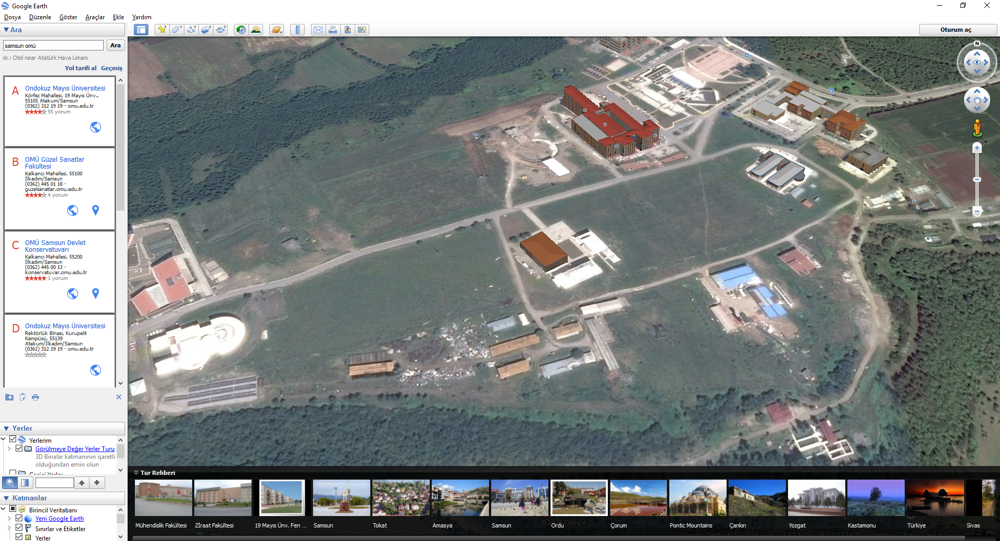 Google Earth
Dosya Düzenle Göster Araçlar Ekle Yardım
Ara
samsun omü
Ara
ör.: Otel near Atatürk Hava Limanı
Yol tarifi al Geçmiş
A
Ondokuz Mayıs Üniversitesi
Körfez Mahallesi, 19 Mayıs Ünv.,
55105 Atakum/Samsun
(0362) 312 19 19 · omu.edu.tr
55 yorum
B
OMÜ Güzel Sanatlar
Fakültesi
Kalkancı Mahallesi, 55100
İlkadım/Samsun
(0362) 445 01 18 ·
guzelsanatlar.omu.edu.tr
4 yorum
C
OMÜ Samsun Devlet
Konservatuvarı
Kalkancı Mahallesi, 55200
İlkadım/Samsun
(0362) 445 00 13 ·
konservatuvar.omu.edu.tr
1 yorum
D
Ondokuz Mayıs Üniversitesi
Rektörlük Binası, Kurupelit
Kampüsü, 55139
Atakum/İlkadım/Samsun
(0362) 312 19 19 · omu.edu.tr
Yerler
Yerlerim
Görülmeye Değer Yerler Turu
3D Binalar katmanının işaretli
olduğundan emin olun
Geçici Yerler
Katmanlar
Birincil Veritabanı
Yeni Google Earth
Sınırlar ve Etiketler
Yerler
Oturum aç
N
Tur Rehberi
Mühendislik Fakültesi Zİraat Fakültesi 19 Mayıs Ünv. Fen ... Samsun Tokat Amasya Samsun Ordu Çorum Pontic Mountains Çankırı Yozgat Kastamonu Türkiye Sivas
Google
2004